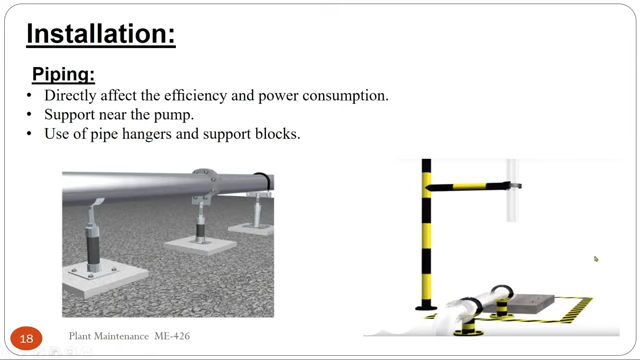 Installation:
Piping:
• Directly affect the efficiency and power consumption.
• Support near the pump.
• Use of pipe hangers and support blocks.
18
Plant Maintenance ME-426